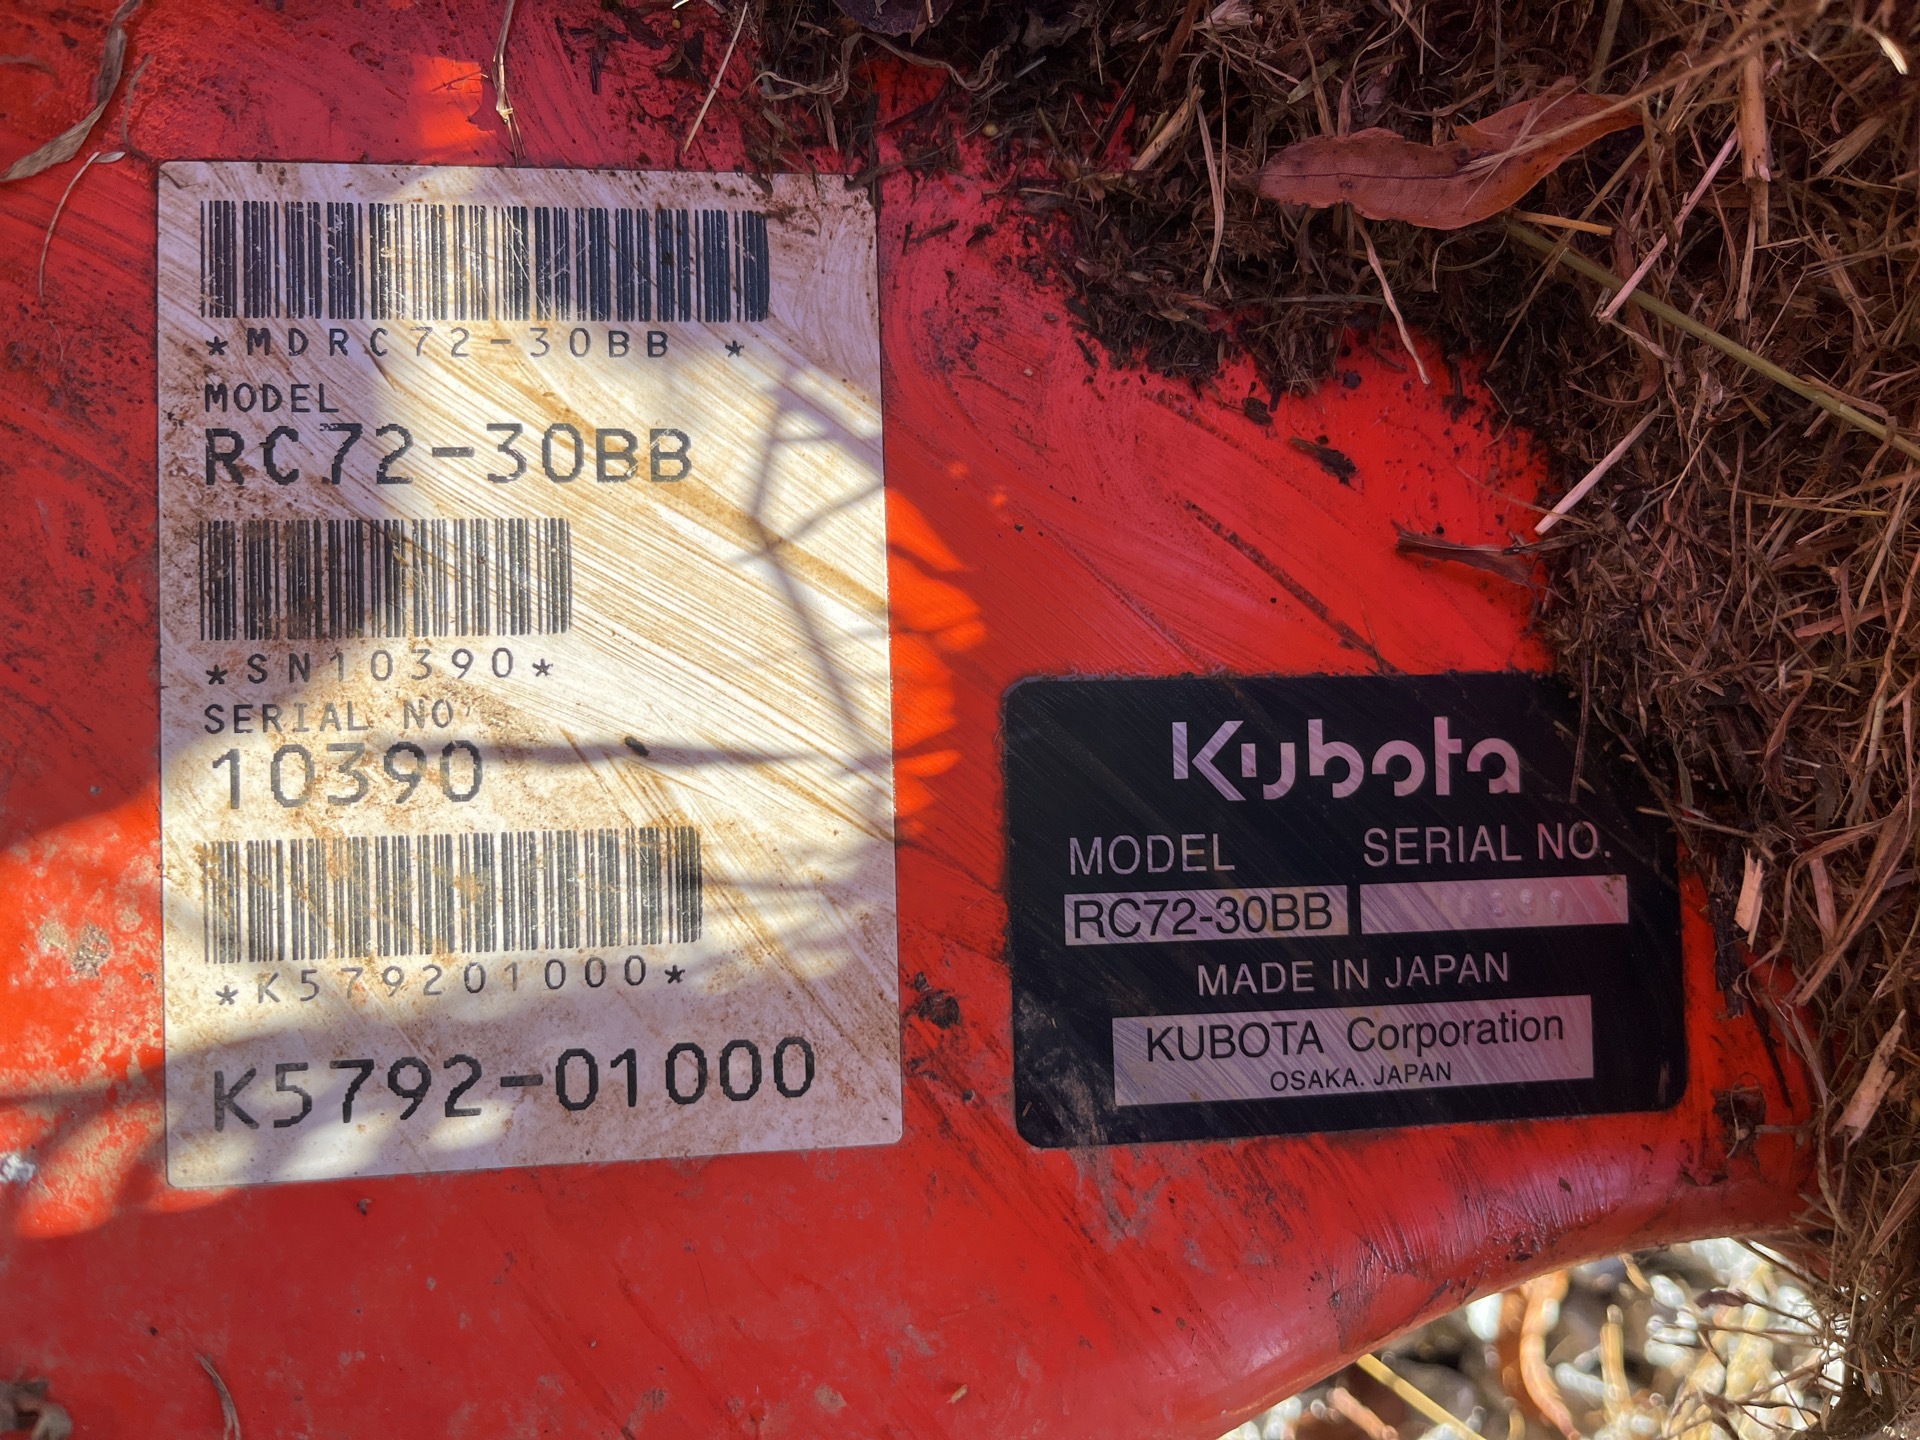 *MDRC72-30BB *
MODEL
RC72-30BB
*SN10390*
SERIAL NO
10390
*K579201000*
K5792-01000
Kubota
MODEL SERIAL NO.
RC72-30BB 10390
MADE IN JAPAN
KUBOTA Corporation
OSAKA. JAPAN